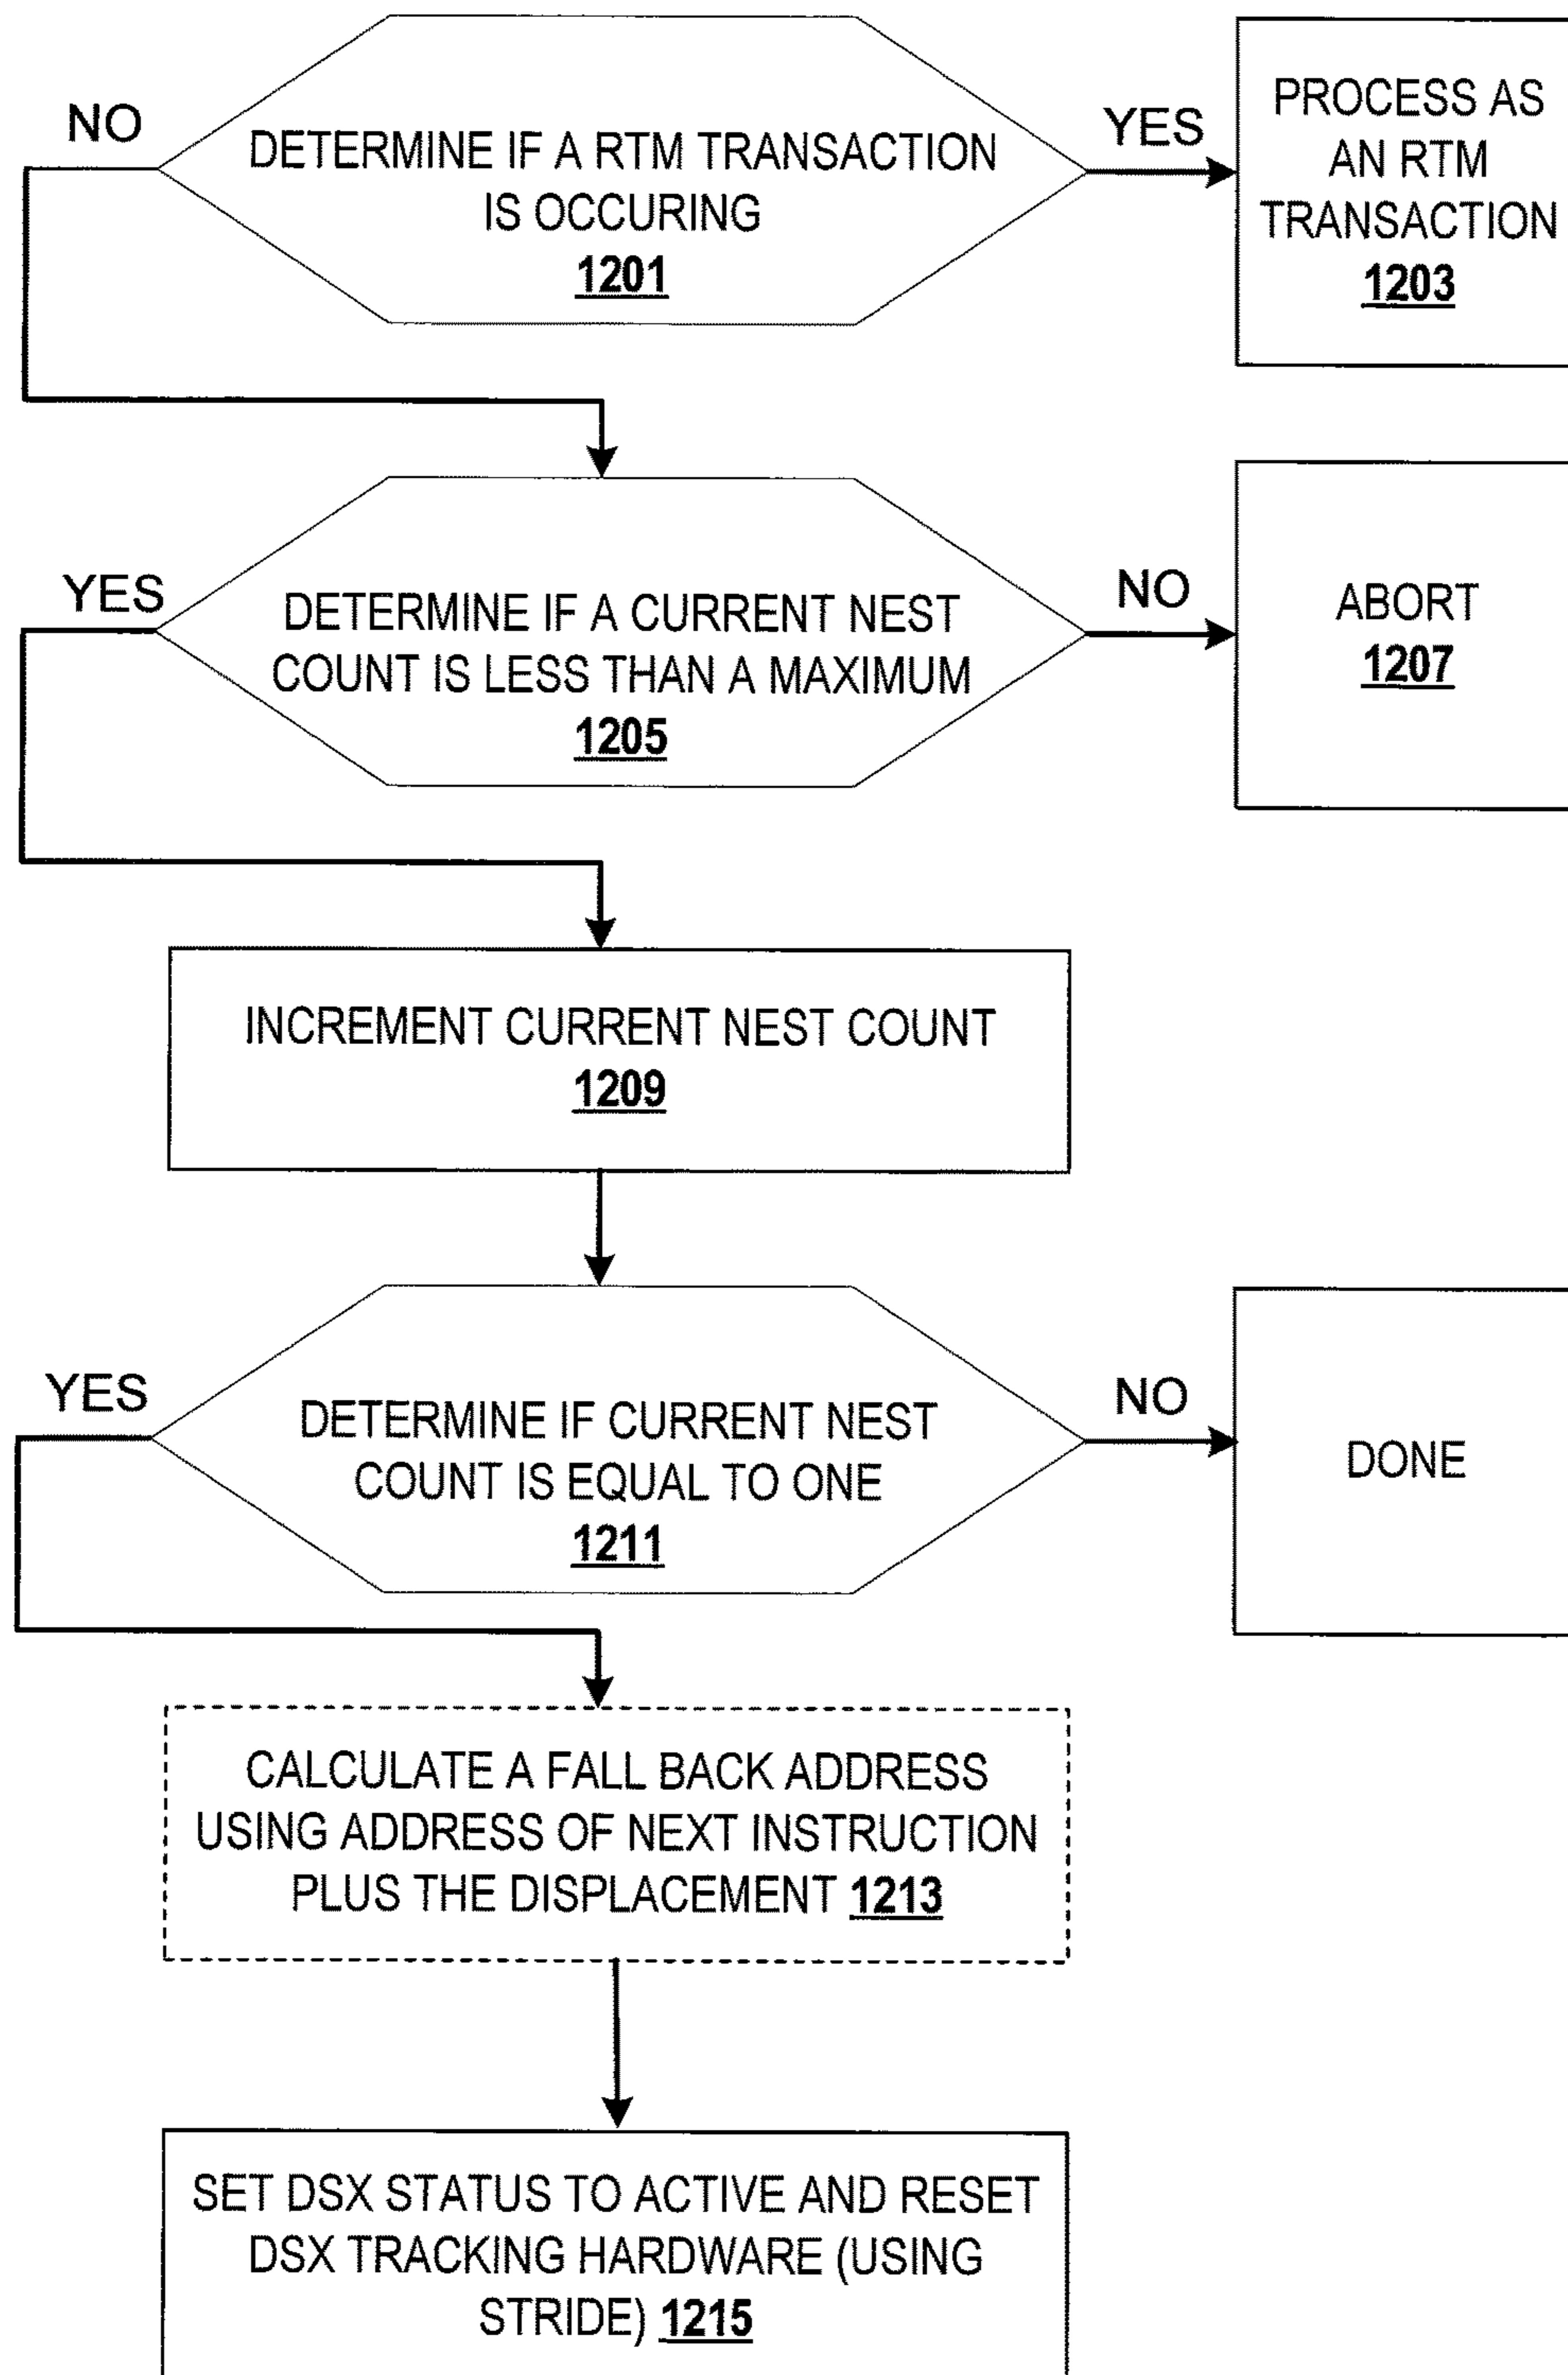 NO
DETERMINE IF A RTM TRANSACTION
IS OCCURING
1201
YES
PROCESS AS
AN RTM
TRANSACTION
1203
YES
DETERMINE IF A CURRENT NEST
COUNT IS LESS THAN A MAXIMUM
1205
NO
ABORT
1207
INCREMENT CURRENT NEST COUNT
1209
YES
DETERMINE IF CURRENT NEST
COUNT IS EQUAL TO ONE
1211
NO
DONE
CALCULATE A FALL BACK ADDRESS
USING ADDRESS OF NEXT INSTRUCTION
PLUS THE DISPLACEMENT 1213
SET DSX STATUS TO ACTIVE AND RESET
DSX TRACKING HARDWARE (USING
STRIDE) 1215